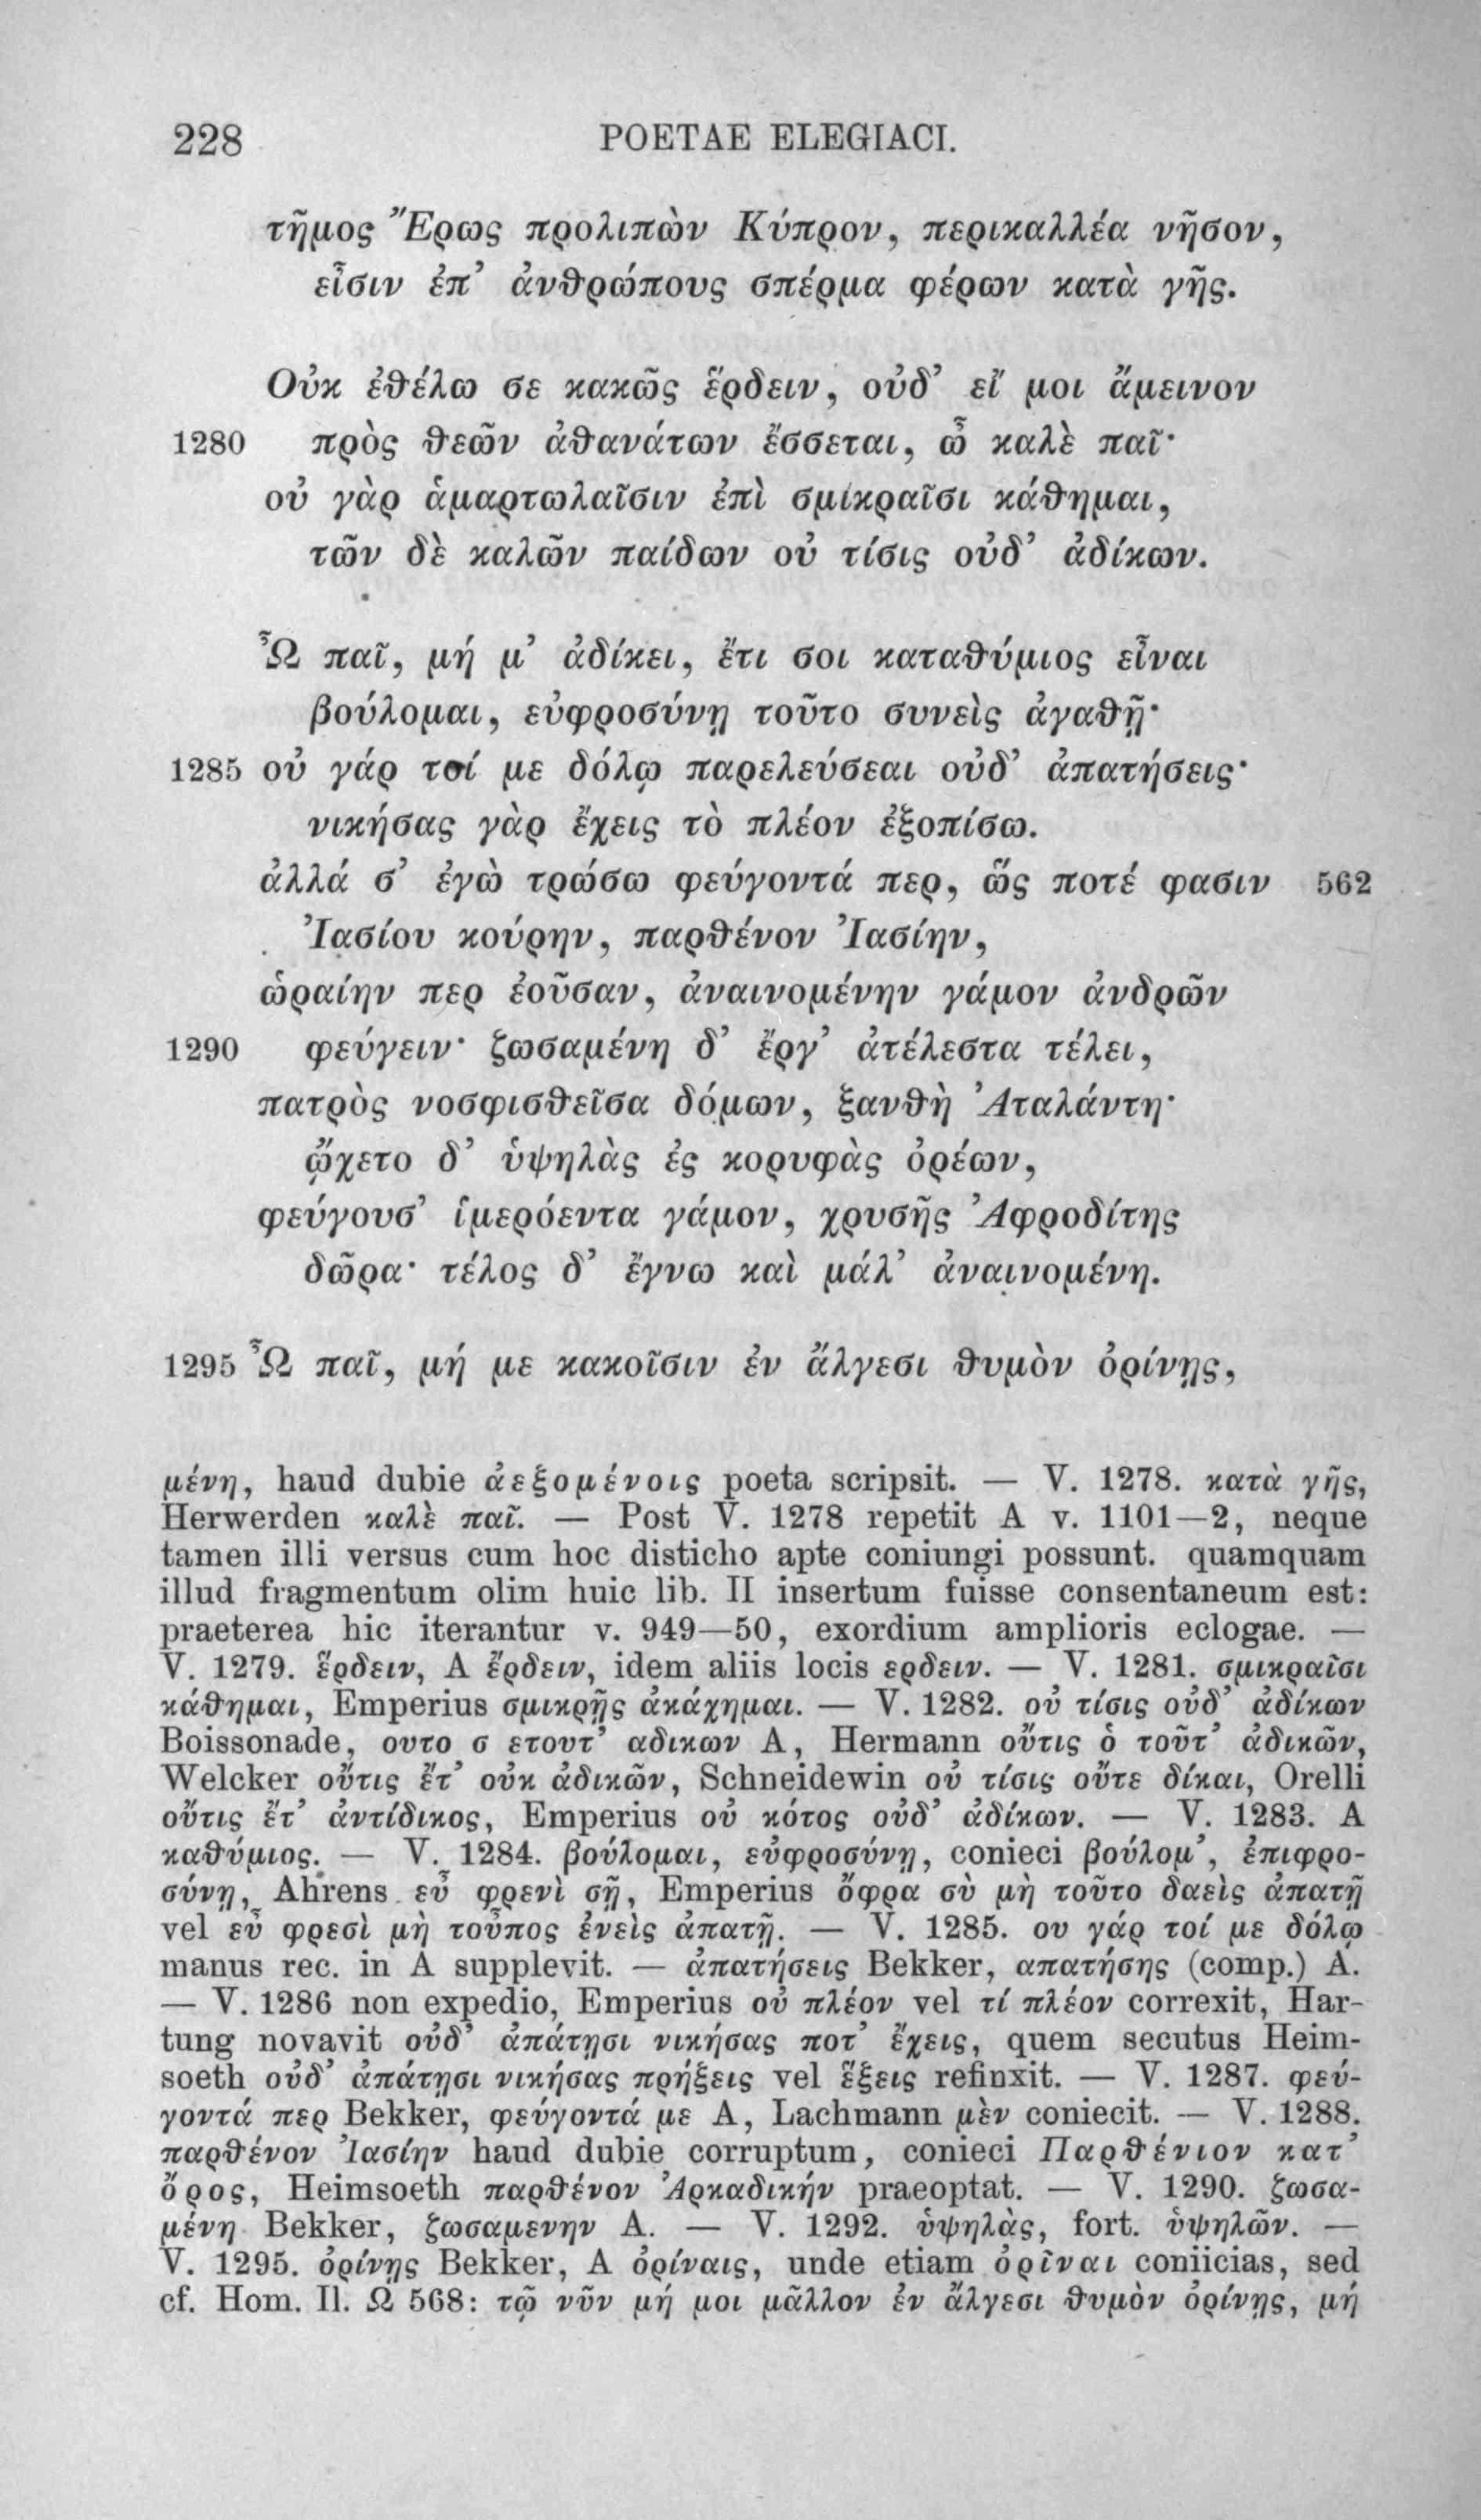 228 POETAE ELEGIACI.
τῆμος Ἔρως προλιπὼν Κύπρον, περικαλλέα νῆσον,
εἶσιν ἐπ’ ἀνθρώπους σπέρμα φέρων κατὰ γῆς.
Οὐκ ἐθέλω σε κακῶς ἕρδειν, οὐδ’ εἴ μοι ἄμεινον
1280 πρὸς θεῶν ἀθανάτων ἔσσεται, ὦ καλὲ παῖ·
οὐ γὰρ ἁμαρτωλαῖσιν ἐπὶ σμικραῖσι κάθημαι,
τῶν δὲ καλῶν παίδων οὐ τίσις οὐδ’ ἀδίκων.
Ὦ παῖ, μή μ’ ἀδίκει, ἔτι σοι καταθύμιος εἶναι
βούλομαι, εὐφροσύνῃ τοῦτο συνεὶς ἀγαθῇ·
1285 οὐ γάρ τοί με δόλῳ παρελεύσεαι οὐδ’ ἀπατήσεις·
νικήσας γὰρ ἔχεις τὸ πλέον ἐξοπίσω.
ἀλλά σ’ ἐγὼ τρώσω φεύγοντά περ, ὥς ποτέ φασιν 562
Ἰασίου κούρην, παρθένον Ἰασίην,
ὡραίην περ ἐοῦσαν, ἀναινομένην γάμον ἀνδρῶν
1290 φεύγειν· ζωσαμένη δ’ ἔργ’ ἀτέλεστα τέλει,
πατρὸς νοσφισθεῖσα δόμων, ξανθὴ Ἀταλάντη·
ᾤχετο δ’ ὑψηλὰς ἐς κορυφὰς ὀρέων,
φεύγουσ’ ἱμερόεντα γάμον, χρυσῆς Ἀφροδίτης
δῶρα· τέλος δ’ ἔγνω καὶ μάλ’ ἀναινομένη.
1295 Ὦ παῖ, μή με κακοῖσιν ἐν ἄλγεσι θυμὸν ὀρίνῃς,
μένη, haud dubie ἀεξομένοις poeta scripsit. — V. 1278. κατὰ γῆς,
Herwerden καλὲ παῖ. — Post V. 1278 repetit A v. 1101—2, neque
tamen illi versus cum hoc disticho apte coniungi possunt. quamquam
illud fragmentum olim huic lib. II insertum fuisse consentaneum est:
praeterea hic iterantur v. 949—50, exordium amplioris eclogae. —
V. 1279. ἕρδειν, A ἔρδειν, idem aliis locis ερδειν. — V. 1281. σμικραῖσι
κάθημαι, Emperius σμικρῆς ἀκάχημαι. — V. 1282. οὐ τίσις οὐδ’ ἀδίκων
Boissonade, ουτο σ ετουτ’ αδικων A, Hermann οὔτις ὁ τοῦτ’ ἀδικῶν,
Welcker οὔτις ἔτ’ οὐκ ἀδικῶν, Schneidewin οὐ τίσις οὔτε δίκαι, Orelli
οὔτις ἔτ’ ἀντίδικος, Emperius οὐ κότος οὐδ’ ἀδίκων. — V. 1283. A
καθύμιος. — V. 1284. βούλομαι, εὐφροσύνῃ, conieci βούλομ’, ἐπιφρο-
σύνῃ, Ahrens εὖ φρενὶ σῇ, Emperius ὄφρα σὺ μὴ τοῦτο δαεὶς ἀπατῇ
vel εὖ φρεσὶ μὴ τοὖπος ἐνεὶς ἀπατῇ. — V. 1285. ου γάρ τοί με δόλῳ
manus rec. in A supplevit. — ἀπατήσεις Bekker, απατήσης (comp.) A.
— V. 1286 non expedio, Emperius οὐ πλέον vel τί πλέον correxit, Har-
tung novavit οὐδ’ ἀπάτῃσι νικήσας ποτ’ ἔχεις, quem secutus Heim-
soeth οὐδ’ ἀπάτῃσι νικήσας πρήξεις vel ἕξεις refinxit. — V. 1287. φεύ-
γοντά περ Bekker, φεύγοντά με A, Lachmann μὲν coniecit. — V. 1288.
παρθένον Ἰασίην haud dubie corruptum, conieci Παρθένιον κατ’
ὄρος, Heimsoeth παρθένον Ἀρκαδικήν praeoptat. — V. 1290. ζωσα-
μένη Bekker, ζωσαμενην A. — V. 1292. ὑψηλὰς, fort. ὑψηλῶν. —
V. 1295. ὀρίνῃς Bekker, A ὀρίναις, unde etiam ὀρῖναι coniicias, sed
cf. Hom. Il. Ω 568: τῷ νῦν μή μοι μᾶλλον ἐν ἄλγεσι θυμὸν ὀρίνῃς, μή